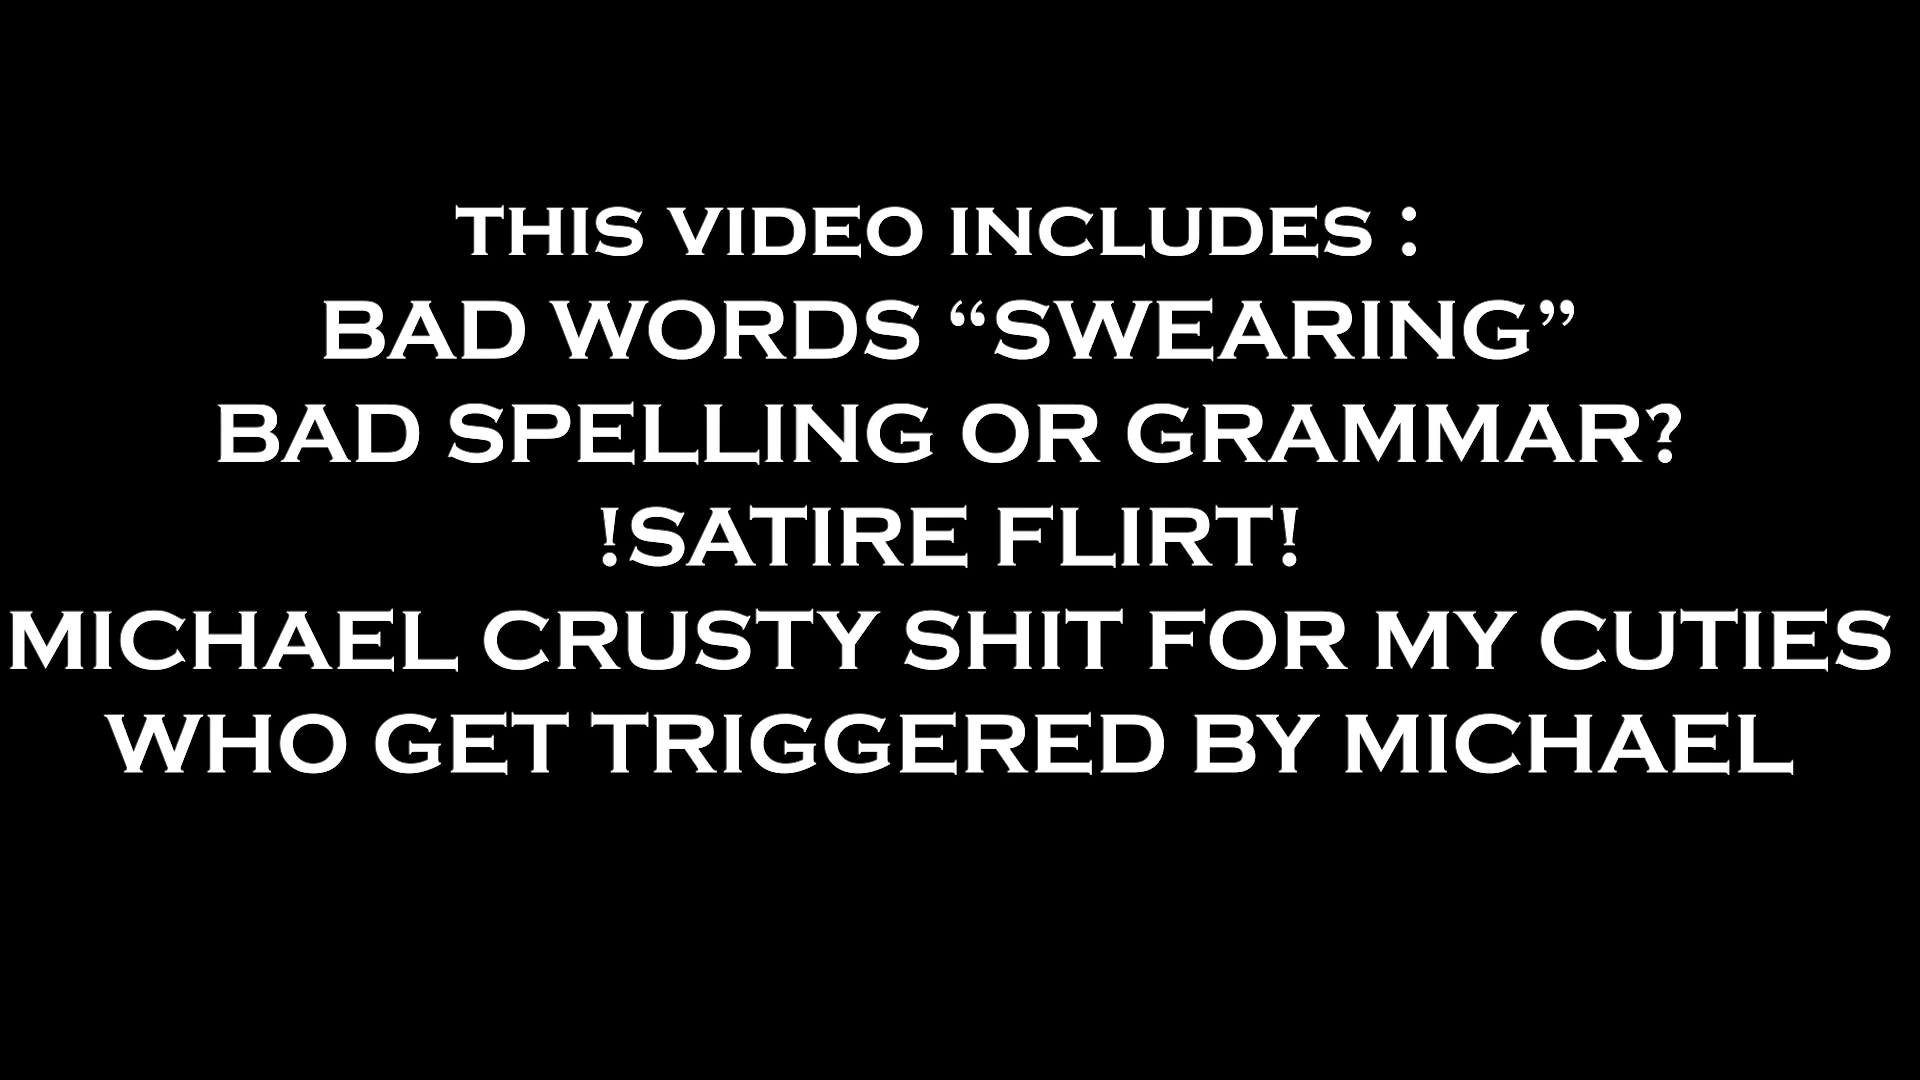 THIS VIDEO INCLUDES :
BAD WORDS “SWEARING”
BAD SPELLING OR GRAMMAR?
!SATIRE FLIRT!
MICHAEL CRUSTY SHIT FOR MY CUTIES
WHO GET TRIGGERED BY MICHAEL